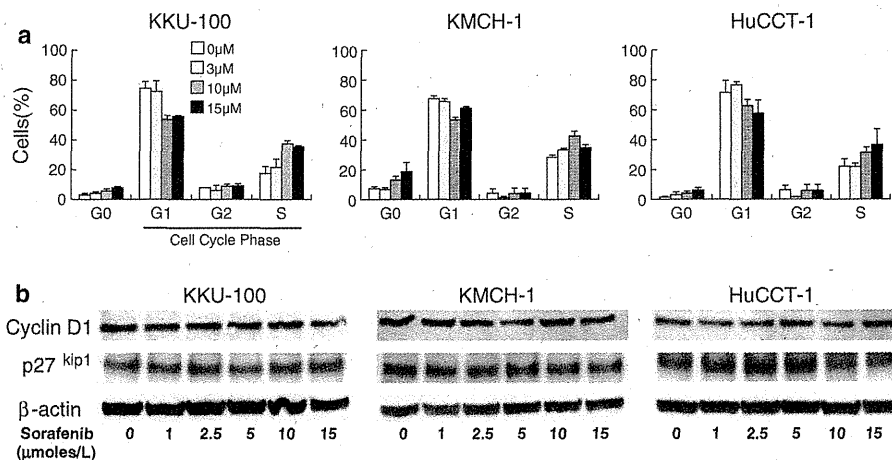 KKU-100 KMCH-1 HuCCT-1
a
100 100 100
80 80 80
60 60 60
40 40 40
20 20 20
0 0 0
Cells(%)
0μM
3μM
10μM
15μM
G0 G1 G2 S G0 G1 G2 S G0 G1 G2 S
Cell Cycle Phase
b
KKU-100 KMCH-1 HuCCT-1
Cyclin D1
p27 kip1
β-actin
Sorafenib 0 1 2.5 5 10 15 0 1 2.5 5 10 15 0 1 2.5 5 10 15
(μmoles/L)